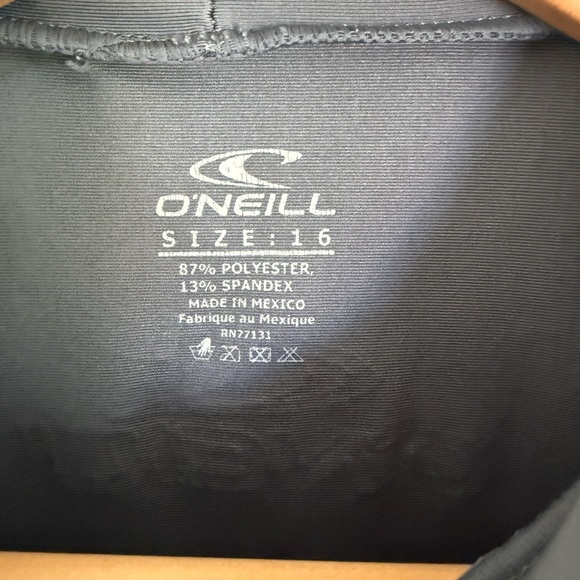 O'NEILL
SIZE: 16
87% POLYESTER,
13% SPANDEX
MADE IN MEXICO
Fabrique au Mexique
RN77131